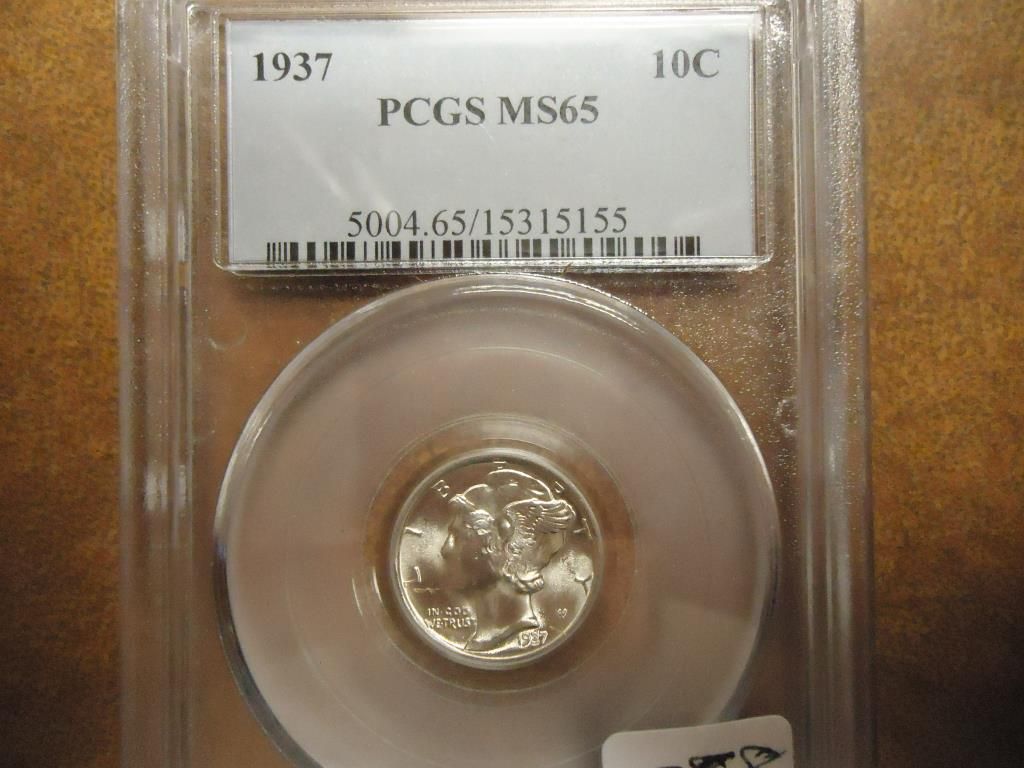 1937 10C
PCGS MS65
5004.65/15315155
LIBERTY
IN GOD
WE TRUST
1937